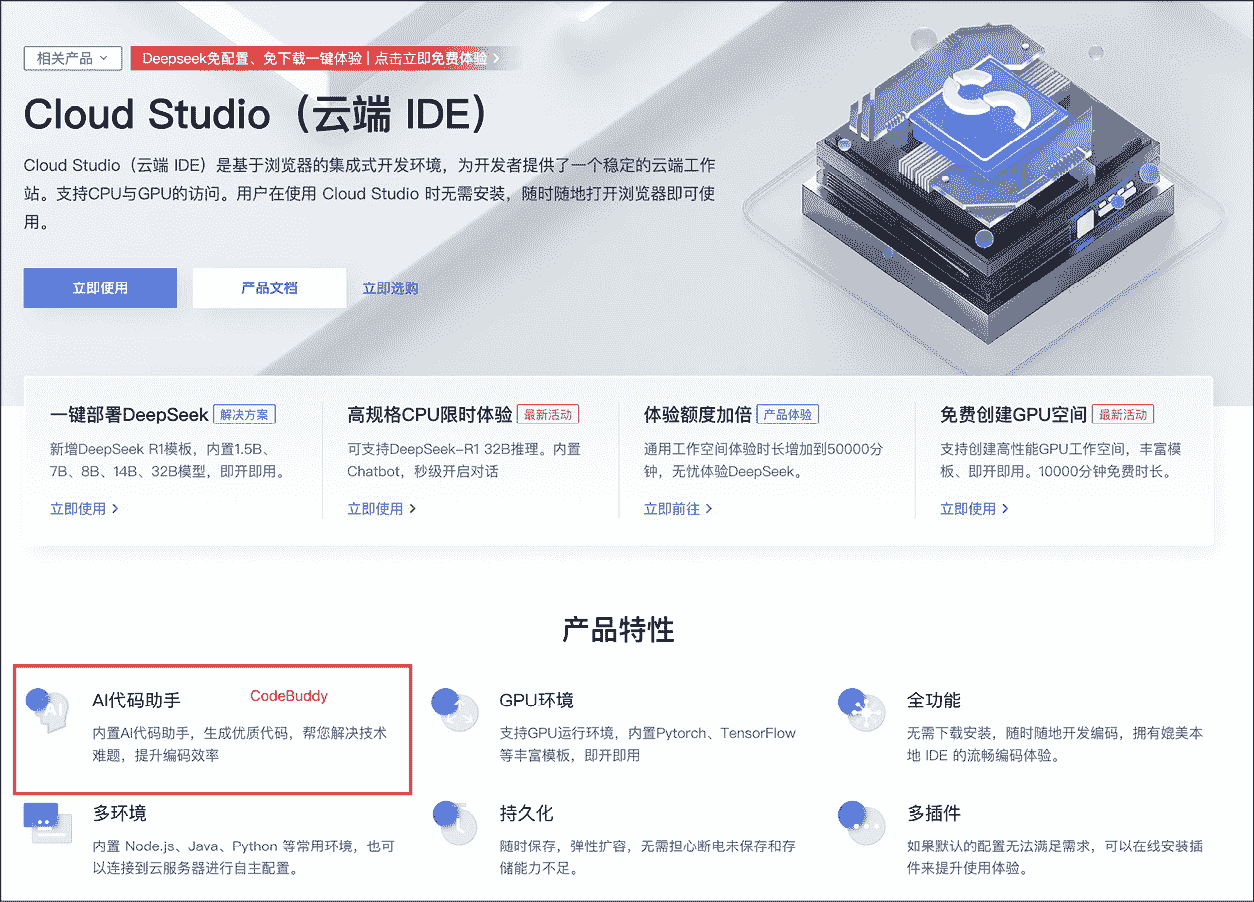 相关产品
Deepseek免配置、免下载一键体验 | 点击立即免费体验 >
Cloud Studio（云端 IDE）
Cloud Studio（云端 IDE）是基于浏览器的集成式开发环境，为开发者提供了一个稳定的云端工作
站。支持CPU与GPU的访问。用户在使用 Cloud Studio 时无需安装，随时随地打开浏览器即可使
用。
立即使用
产品文档
立即选购
一键部署DeepSeek 解决方案
新增DeepSeek R1模板，内置1.5B、
7B、8B、14B、32B模型，即开即用。
立即使用 >
高规格CPU限时体验 最新活动
可支持DeepSeek-R1 32B推理。内置
Chatbot，秒级开启对话
立即使用 >
体验额度加倍 产品体验
通用工作空间体验时长增加到50000分
钟，无忧体验DeepSeek。
立即前往 >
免费创建GPU空间 最新活动
支持创建高性能GPU工作空间，丰富模
板、即开即用。10000分钟免费时长。
立即使用 >
产品特性
AI代码助手
CodeBuddy
内置AI代码助手，生成优质代码，帮您解决技术
难题，提升编码效率
GPU环境
支持GPU运行环境，内置Pytorch、TensorFlow
等丰富模板，即开即用
全功能
无需下载安装，随时随地开发编码，拥有媲美本
地 IDE 的流畅编码体验。
多环境
内置 Node.js、Java、Python 等常用环境，也可
以连接到云服务器进行自主配置。
持久化
随时保存，弹性扩容，无需担心断电未保存和存
储能力不足。
多插件
如果默认的配置无法满足需求，可以在线安装插
件来提升使用体验。